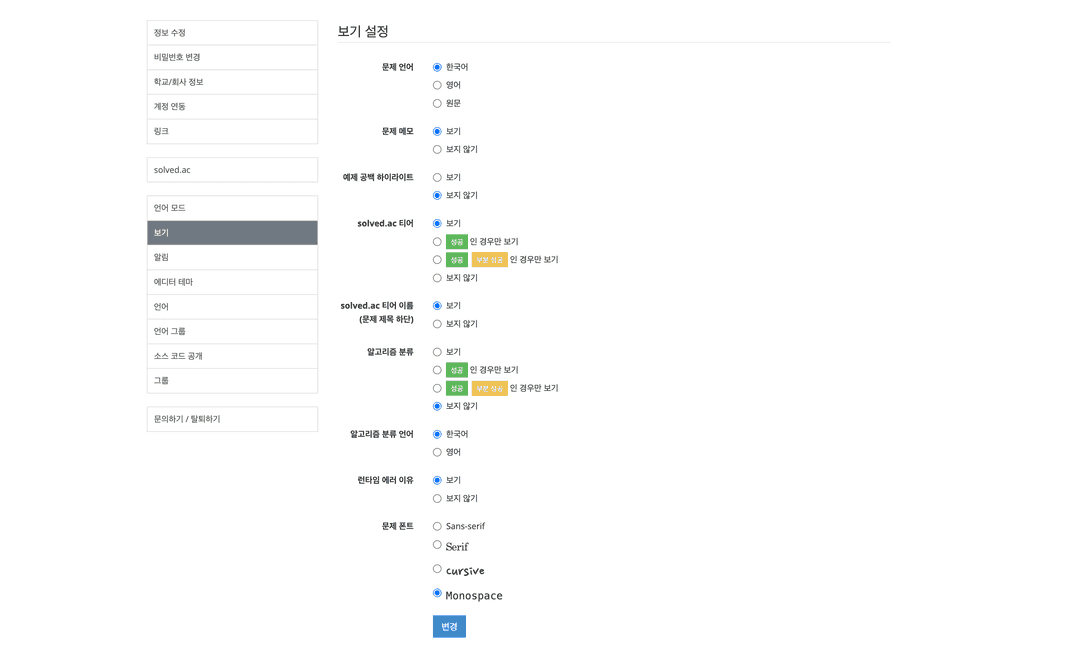 정보 수정
비밀번호 변경
학교/회사 정보
계정 연동
링크
solved.ac
언어 모드
보기
알림
에디터 테마
언어
언어 그룹
소스 코드 공개
그룹
문의하기 / 탈퇴하기
보기 설정
문제 언어
한국어
영어
원문
문제 메모
보기
보지 않기
예제 공백 하이라이트
보기
보지 않기
solved.ac 티어
보기
성공 인 경우만 보기
성공 부분 성공 인 경우만 보기
보지 않기
solved.ac 티어 이름
(문제 제목 하단)
보기
보지 않기
알고리즘 분류
보기
성공 인 경우만 보기
성공 부분 성공 인 경우만 보기
보지 않기
알고리즘 분류 언어
한국어
영어
런타임 에러 이유
보기
보지 않기
문제 폰트
Sans-serif
Serif
cursive
Monospace
변경